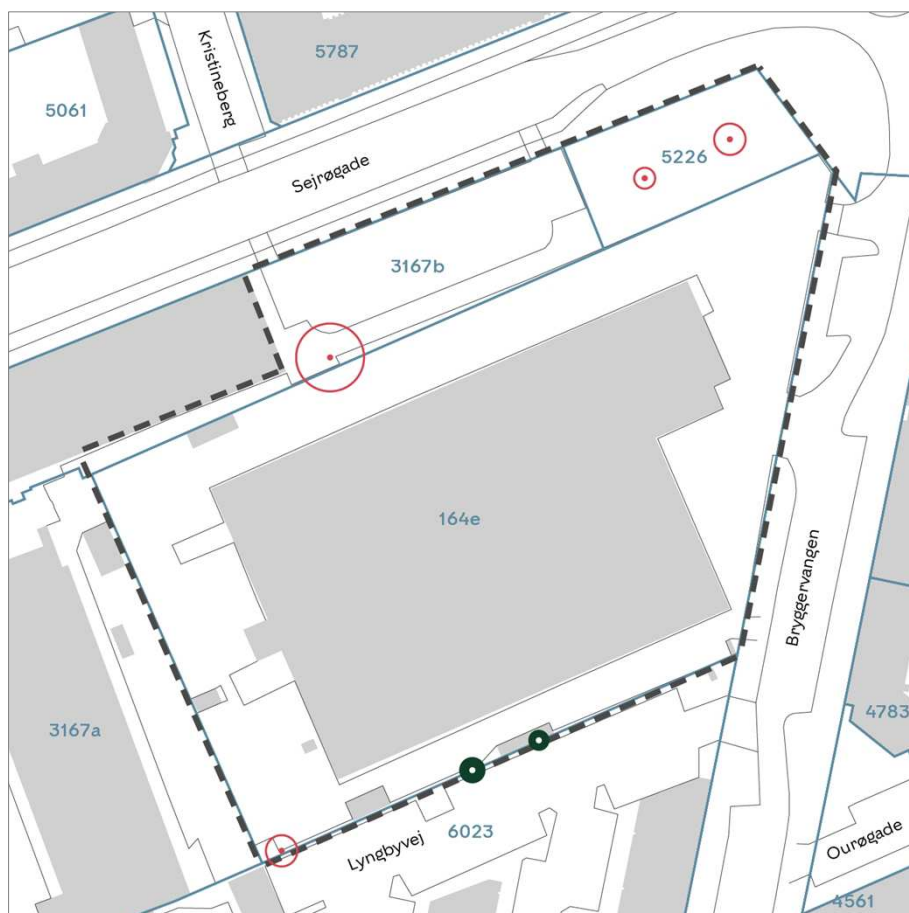 5787
Kristineberg
5061
Sejrøgade
5226
3167b
164e
Bryggervangen
3167a
4783
6023
Lyngbyvej
Ourøgade
4561